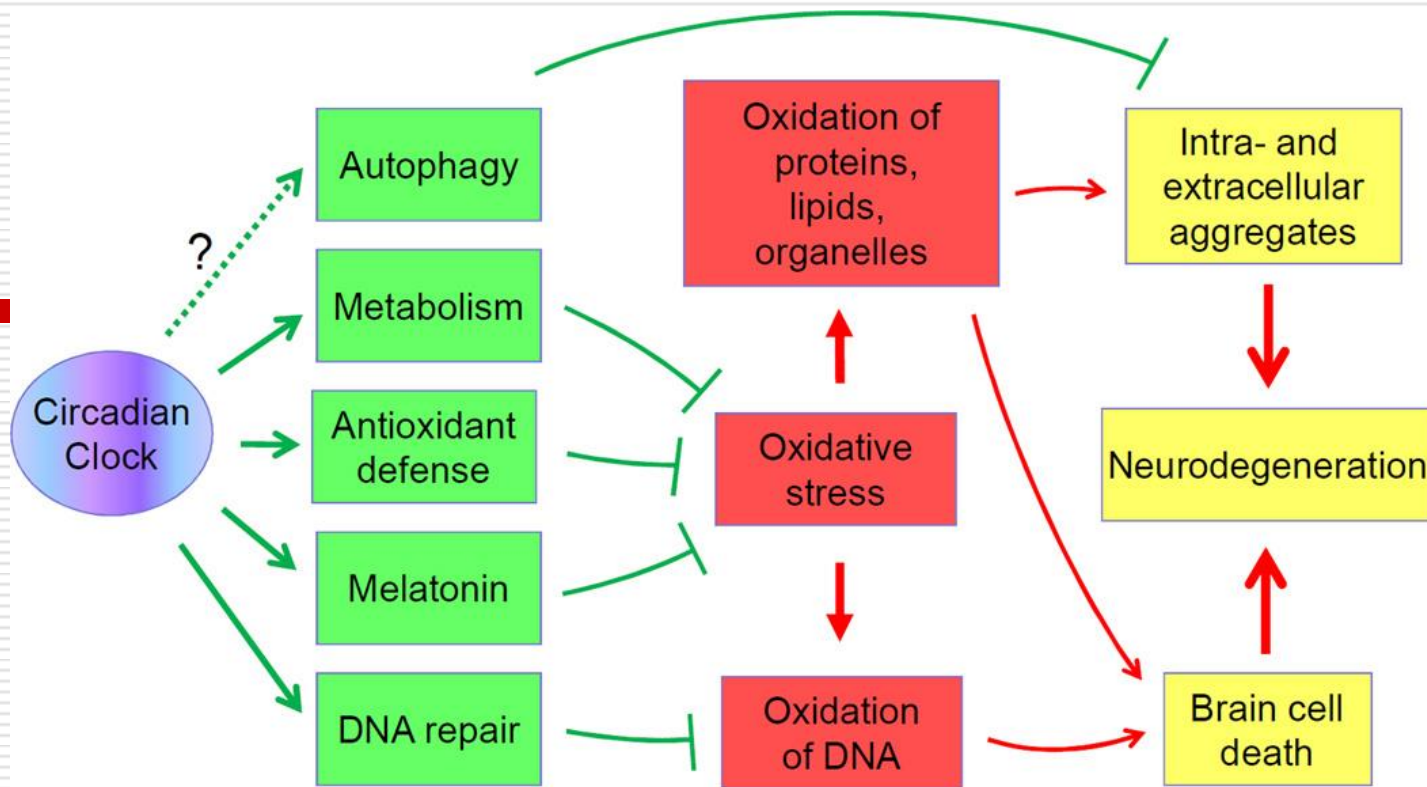 Autophagy
?
Metabolism
Circadian
Clock
Antioxidant
defense
Melatonin
DNA repair
Oxidation of
proteins,
lipids,
organelles
Oxidative
stress
Oxidation
of DNA
Intra- and
extracellular
aggregates
Neurodegeneration
Brain cell
death